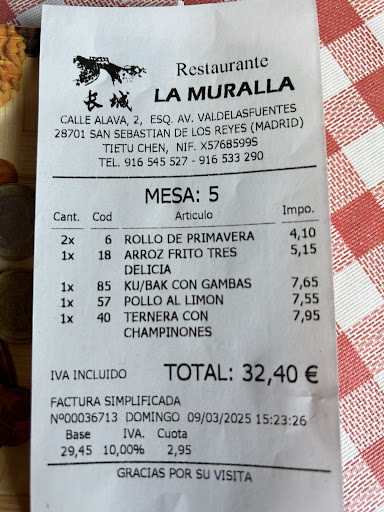 Restaurante
长城 LA MURALLA
CALLE ALAVA, 2, ESQ. AV. VALDELASFUENTES
28701 SAN SEBASTIAN DE LOS REYES (MADRID)
TIETU CHEN, NIF. X5768599S
TEL. 916 545 527 - 916 533 290
MESA: 5
Cant. Cod Articulo Impo.
2x 6 ROLLO DE PRIMAVERA 4,10
1x 18 ARROZ FRITO TRES 5,15
DELICIA
1x 85 KU/BAK CON GAMBAS 7,65
1x 57 POLLO AL LIMON 7,55
1x 40 TERNERA CON 7,95
CHAMPINONES
IVA INCLUIDO TOTAL: 32,40 €
FACTURA SIMPLIFICADA
Nº00036713 DOMINGO 09/03/2025 15:23:26
Base IVA. Cuota
29,45 10,00% 2,95
GRACIAS POR SU VISITA